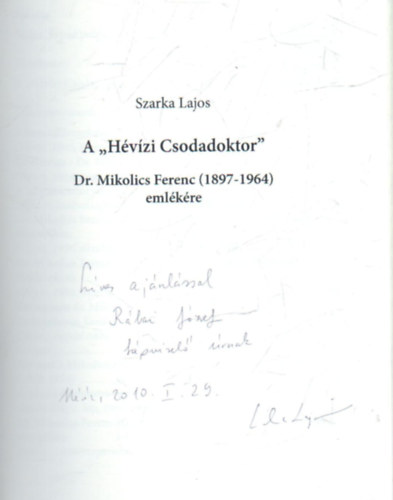 Szarka Lajos
A „Hévízi Csodadoktor”
Dr. Mikolics Ferenc (1897-1964)
emlékére
Szíves ajánlással
Rábai József
képviselő úrnak
2010. I. 29.